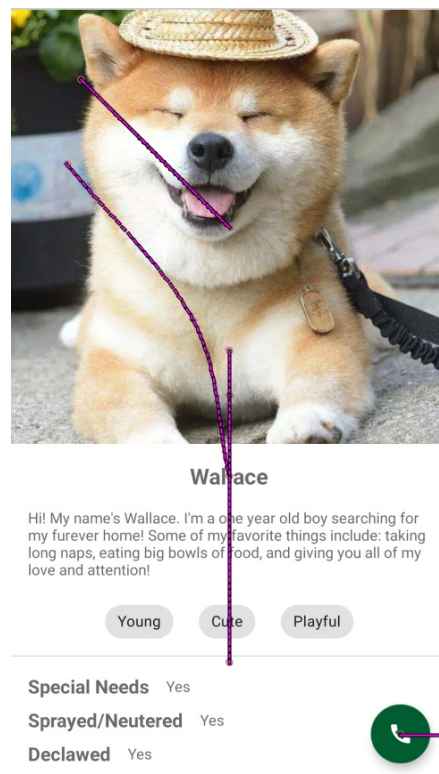 Wallace
Hi! My name's Wallace. I'm a one year old boy searching for
my furever home! Some of my favorite things include: taking
long naps, eating big bowls of food, and giving you all of my
love and attention!
Young Cute Playful
Special Needs Yes
Sprayed/Neutered Yes
Declawed Yes